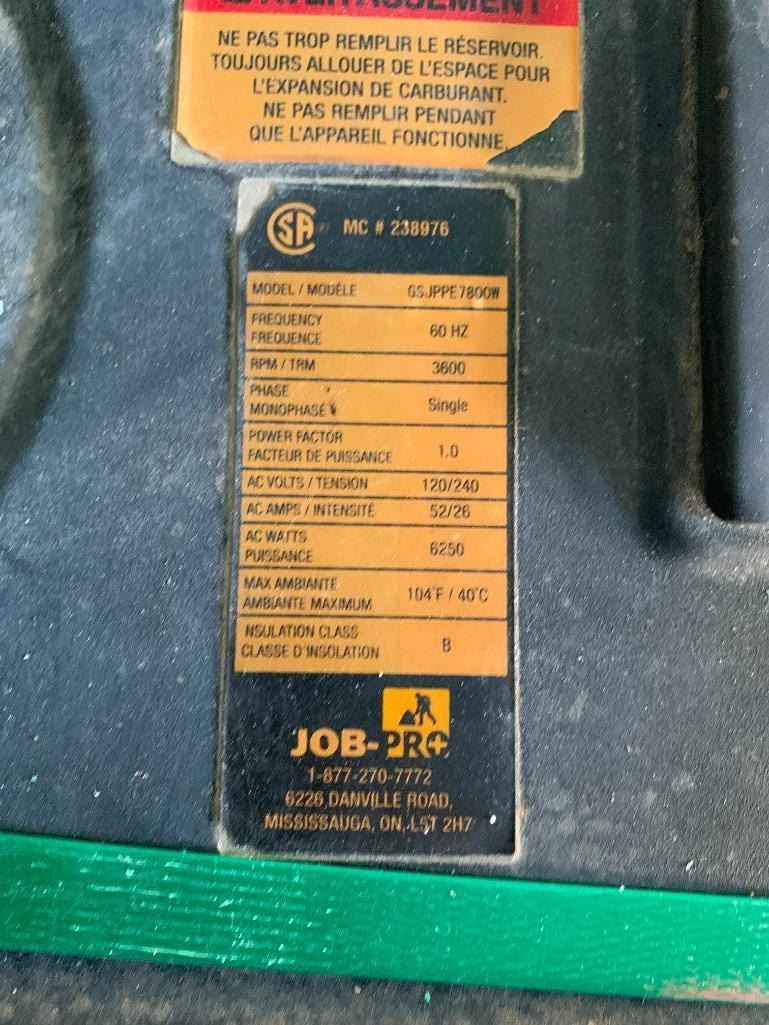 AVERTISSEMENT
NE PAS TROP REMPLIR LE RÉSERVOIR.
TOUJOURS ALLOUER DE L'ESPACE POUR
L'EXPANSION DE CARBURANT.
NE PAS REMPLIR PENDANT
QUE L'APPAREIL FONCTIONNE.
SA MC # 238976
MODEL / MODÈLE GSJPPE7800W
FREQUENCY
FREQUENCE 60 HZ
RPM / TRM 3600
PHASE
MONOPHASE Single
POWER FACTOR
FACTEUR DE PUISSANCE 1.0
AC VOLTS / TENSION 120/240
AC AMPS / INTENSITÉ 52/26
AC WATTS
PUISSANCE 6250
MAX AMBIANTE
AMBIANTE MAXIMUM 104°F / 40°C
NSULATION CLASS
CLASSE D'INSOLATION B
JOB-PRO
1-877-270-7772
6226 DANVILLE ROAD,
MISSISSAUGA, ON, L5T 2H7